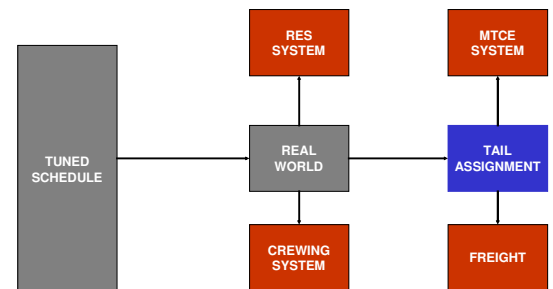 RES
SYSTEM
MTCE
SYSTEM
TUNED
SCHEDULE
REAL
WORLD
TAIL
ASSIGNMENT
CREWING
SYSTEM
FREIGHT